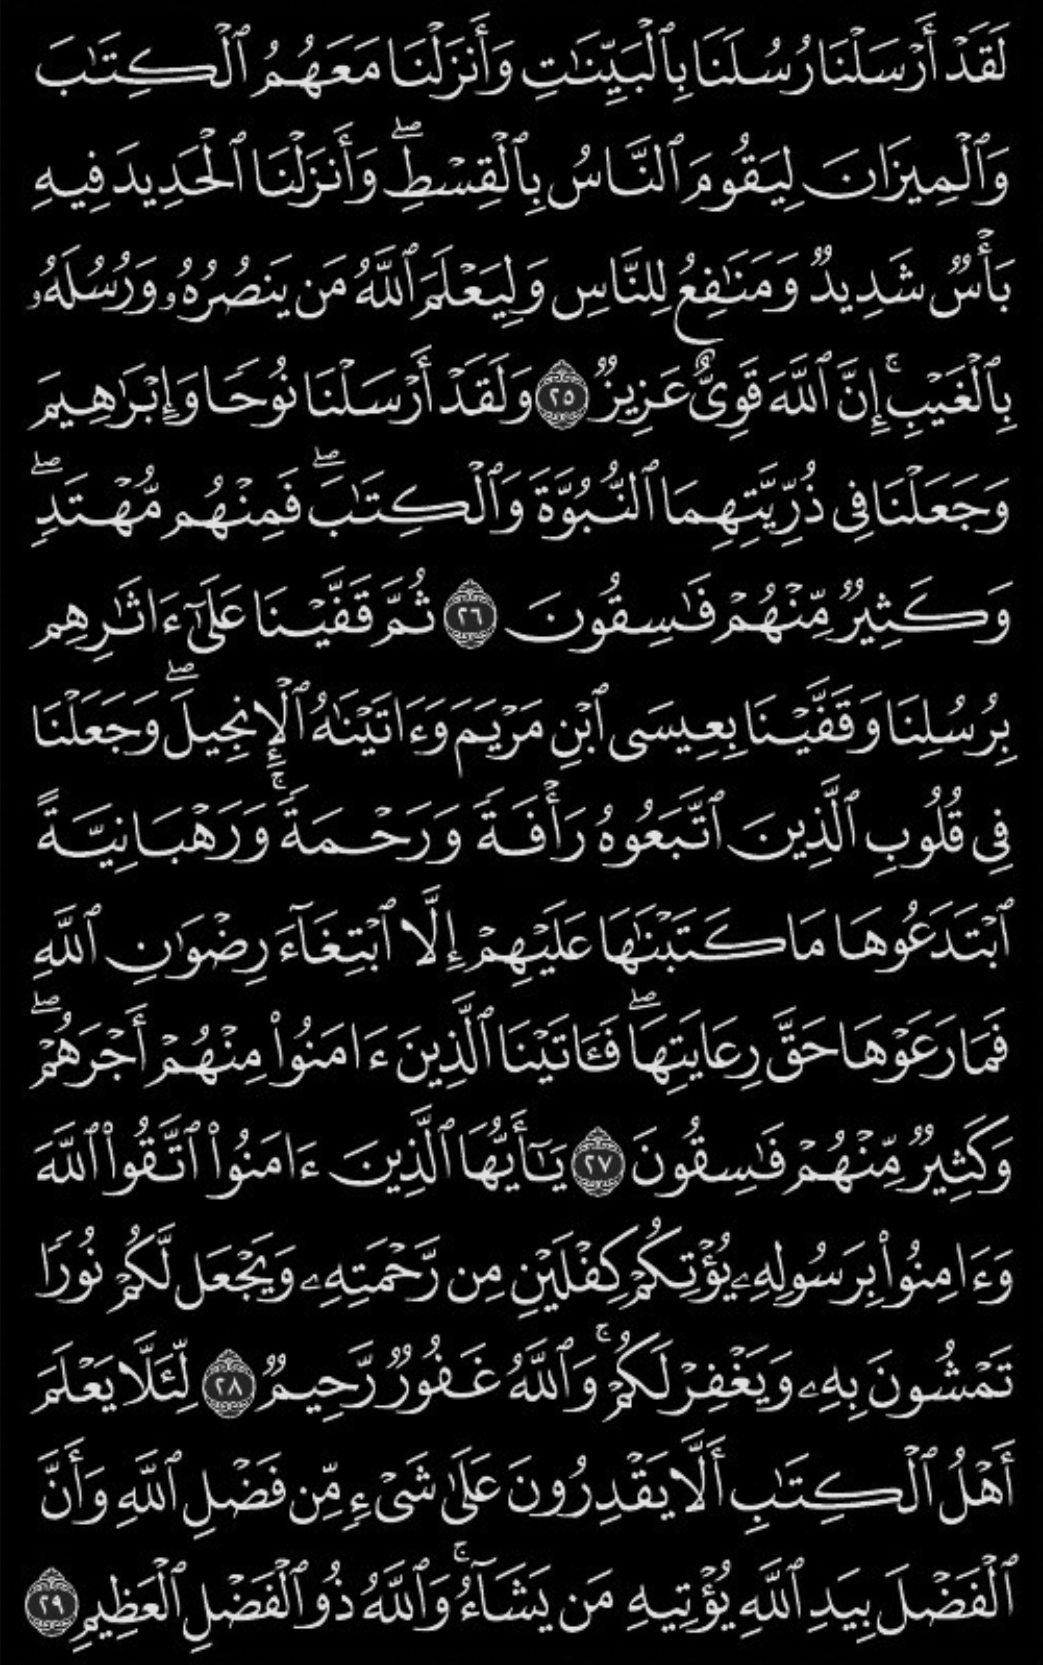 لَقَدْ أَرْسَلْنَا رُسُلَنَا بِٱلْبَيِّنَٰتِ وَأَنزَلْنَا مَعَهُمُ ٱلْكِتَٰبَ
وَٱلْمِيزَانَ لِيَقُومَ ٱلنَّاسُ بِٱلْقِسْطِ ۖ وَأَنزَلْنَا ٱلْحَدِيدَ فِيهِ
بَأْسٌ شَدِيدٌ وَمَنَٰفِعُ لِلنَّاسِ وَلِيَعْلَمَ ٱللَّهُ مَن يَنصُرُهُۥ وَرُسُلَهُۥ
بِٱلْغَيْبِ ۚ إِنَّ ٱللَّهَ قَوِىٌّ عَزِيزٌ ٢٥ وَلَقَدْ أَرْسَلْنَا نُوحًا وَإِبْرَٰهِيمَ
وَجَعَلْنَا فِى ذُرِّيَّتِهِمَا ٱلنُّبُوَّةَ وَٱلْكِتَٰبَ ۖ فَمِنْهُم مُّهْتَدٍ ۖ
وَكَثِيرٌ مِّنْهُمْ فَٰسِقُونَ ٢٦ ثُمَّ قَفَّيْنَا عَلَىٰٓ ءَاثَٰرِهِم
بِرُسُلِنَا وَقَفَّيْنَا بِعِيسَى ٱبْنِ مَرْيَمَ وَءَاتَيْنَٰهُ ٱلْإِنجِيلَ ۖ وَجَعَلْنَا
فِى قُلُوبِ ٱلَّذِينَ ٱتَّبَعُوهُ رَأْفَةً وَرَحْمَةً ۚ وَرَهْبَانِيَّةً
ٱبْتَدَعُوهَا مَا كَتَبْنَٰهَا عَلَيْهِمْ إِلَّا ٱبْتِغَآءَ رِضْوَٰنِ ٱللَّهِ
فَمَا رَعَوْهَا حَقَّ رِعَايَتِهَا ۖ فَـَٔاتَيْنَا ٱلَّذِينَ ءَامَنُوا۟ مِنْهُمْ أَجْرَهُمْ ۖ
وَكَثِيرٌ مِّنْهُمْ فَٰسِقُونَ ٢٧ يَٰٓأَيُّهَا ٱلَّذِينَ ءَامَنُوا۟ ٱتَّقُوا۟ ٱللَّهَ
وَءَامِنُوا۟ بِرَسُولِهِۦ يُؤْتِكُمْ كِفْلَيْنِ مِن رَّحْمَتِهِۦ وَيَجْعَل لَّكُمْ نُورًا
تَمْشُونَ بِهِۦ وَيَغْفِرْ لَكُمْ ۚ وَٱللَّهُ غَفُورٌ رَّحِيمٌ ٢٨ لِّئَلَّا يَعْلَمَ
أَهْلُ ٱلْكِتَٰبِ أَلَّا يَقْدِرُونَ عَلَىٰ شَىْءٍ مِّن فَضْلِ ٱللَّهِ وَأَنَّ
ٱلْفَضْلَ بِيَدِ ٱللَّهِ يُؤْتِيهِ مَن يَشَآءُ ۚ وَٱللَّهُ ذُو ٱلْفَضْلِ ٱلْعَظِيمِ ٢٩